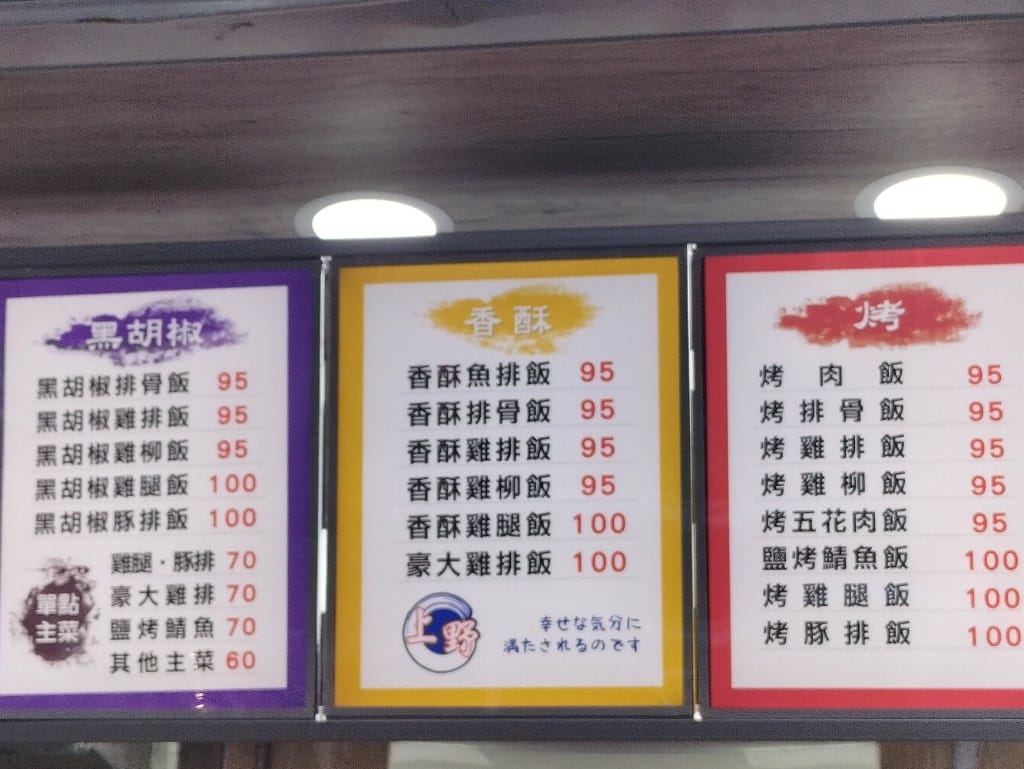 黑胡椒
黑胡椒排骨飯 95
黑胡椒雞排飯 95
黑胡椒雞柳飯 95
黑胡椒雞腿飯 100
黑胡椒豚排飯 100
單點
主菜
雞腿·豚排 70
豪大雞排 70
鹽烤鯖魚 70
其他主菜 60
香酥
香酥魚排飯 95
香酥排骨飯 95
香酥雞排飯 95
香酥雞柳飯 95
香酥雞腿飯 100
豪大雞排飯 100
上野
幸せな気分に
満たされるのです
烤
烤肉飯 95
烤排骨飯 95
烤雞排飯 95
烤雞柳飯 95
烤五花肉飯 95
鹽烤鯖魚飯 100
烤雞腿飯 100
烤豚排飯 100